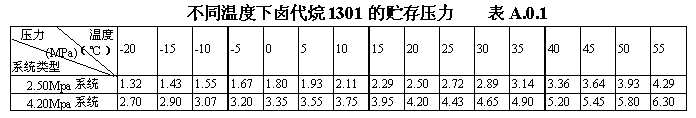 不同温度下卤代烷 1301 的贮存压力 表 A.0.1
压力 温度
(MPa) (℃)
系统类型
-20 -15 -10 -5 0 5 10 15 20 25 30 35 40 45 50 55
2.50Mpa 系统 1.32 1.43 1.55 1.67 1.80 1.93 2.11 2.29 2.50 2.72 2.89 3.14 3.36 3.64 3.93 4.29
4.20Mpa 系统 2.70 2.90 3.07 3.20 3.35 3.55 3.75 3.95 4.20 4.43 4.65 4.90 5.20 5.45 5.80 6.30